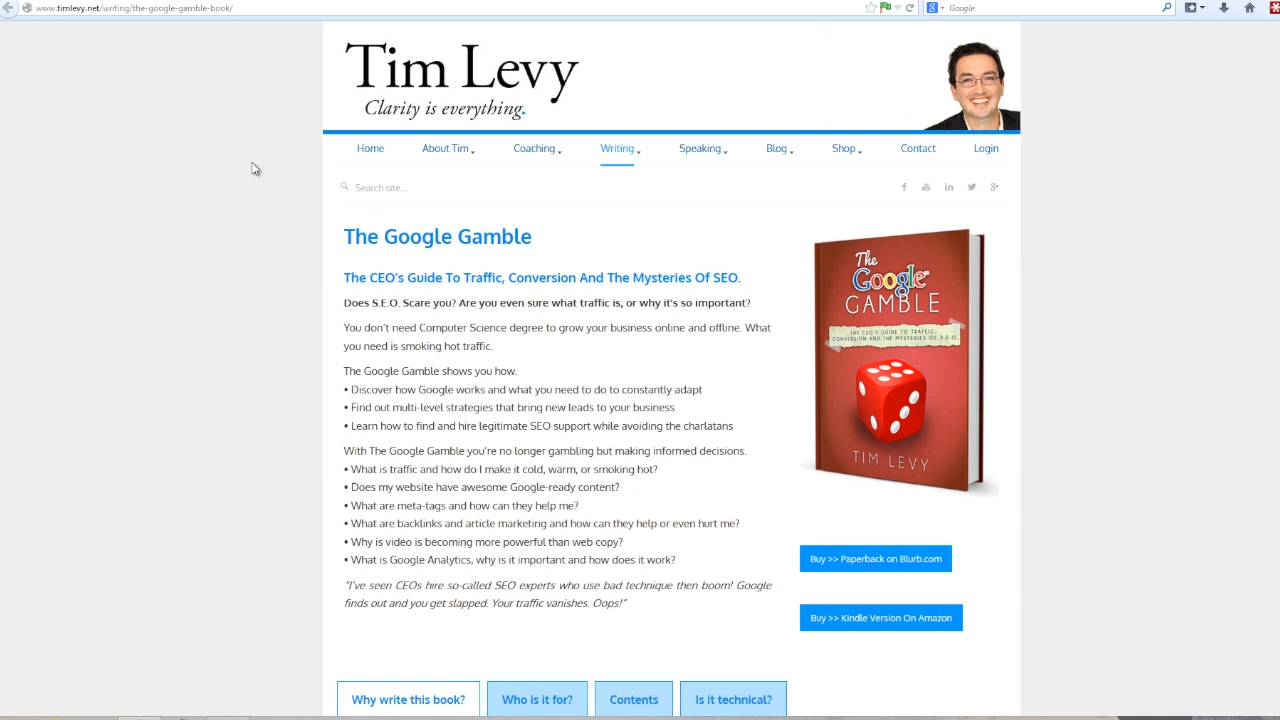 www.timlevy.net/writing/the-google-gamble-book/
Google
Tim Levy
Clarity is everything.
Home
About Tim
Coaching
Writing
Speaking
Blog
Shop
Contact
Login
Search site...
The Google Gamble
The CEO's Guide To Traffic, Conversion And The Mysteries Of SEO.
Does S.E.O. Scare you? Are you even sure what traffic is, or why it's so important?
You don't need Computer Science degree to grow your business online and offline. What
you need is smoking hot traffic.
The Google Gamble shows you how.
• Discover how Google works and what you need to do to constantly adapt
• Find out multi-level strategies that bring new leads to your business
• Learn how to find and hire legitimate SEO support while avoiding the charlatans
With The Google Gamble you're no longer gambling but making informed decisions.
• What is traffic and how do I make it cold, warm, or smoking hot?
• Does my website have awesome Google-ready content?
• What are meta-tags and how can they help me?
• What are backlinks and article marketing and how can they help or even hurt me?
• Why is video is becoming more powerful than web copy?
• What is Google Analytics, why is it important and how does it work?
"I've seen CEOs hire so-called SEO experts who use bad technique then boom! Google
finds out and you get slapped. Your traffic vanishes. Oops!"
The
Google
GAMBLE
THE CEO'S GUIDE TO TRAFFIC,
CONVERSION AND THE MYSTERIES OF S.E.O.
TIM LEVY
Buy >> Paperback on Blurb.com
Buy >> Kindle Version On Amazon
Why write this book?
Who is it for?
Contents
Is it technical?